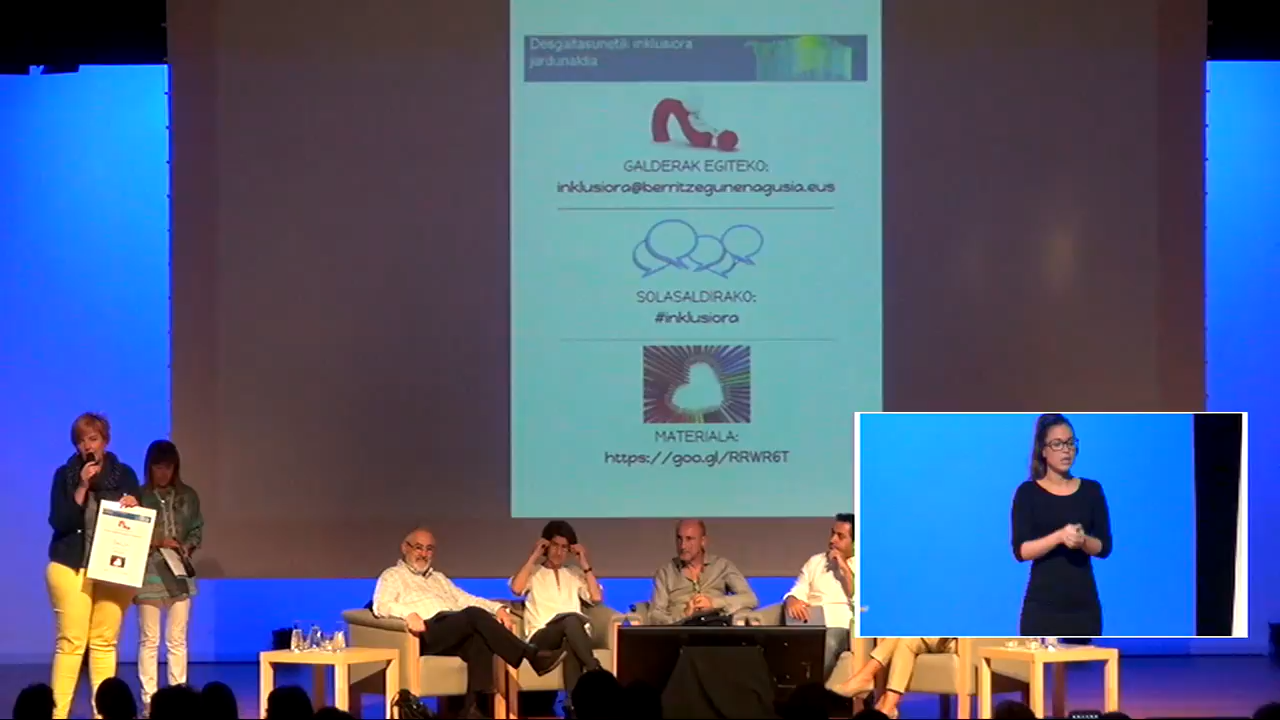 Desgaitasunetik inklusiora
jardunaldia
GALDERAK EGITEKO:
inklusiora@berritzegunenagusia.eus
SOLASALDIRAKO:
#inklusiora
MATERIALA:
https://goo.gl/RRWR6T